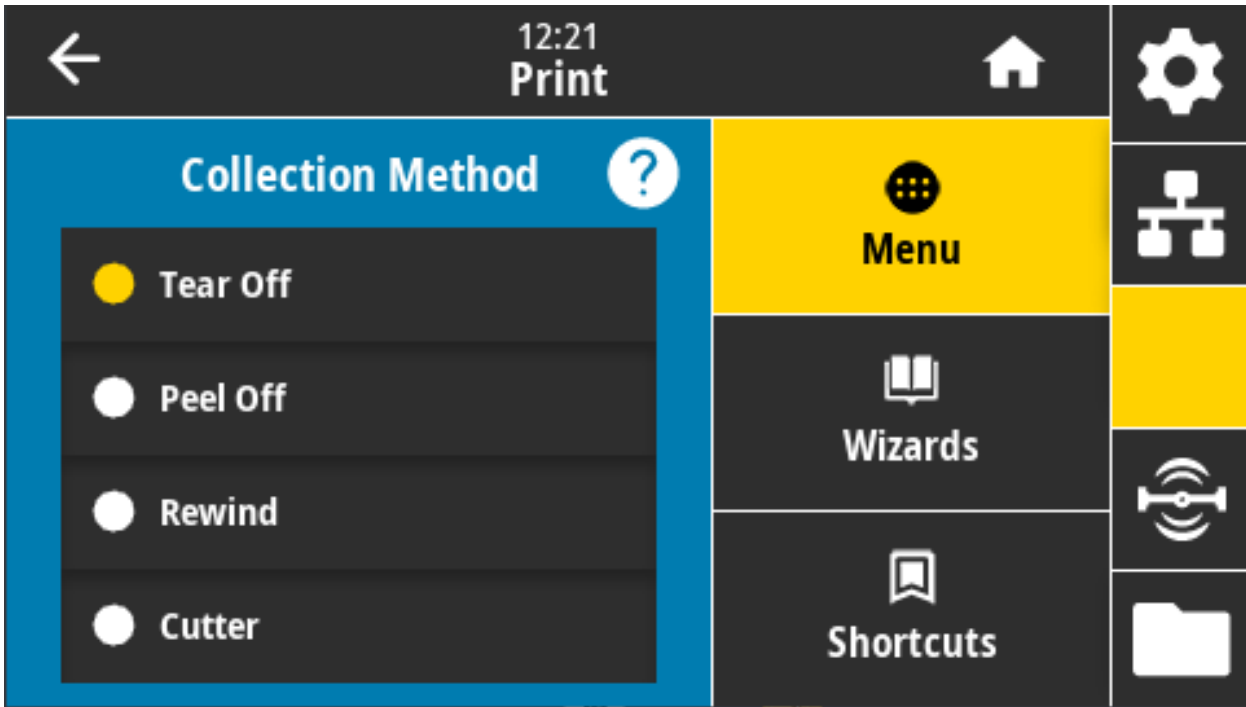 12:21
Print
Collection Method
?
Tear Off
Peel Off
Rewind
Cutter
Menu
Wizards
Shortcuts